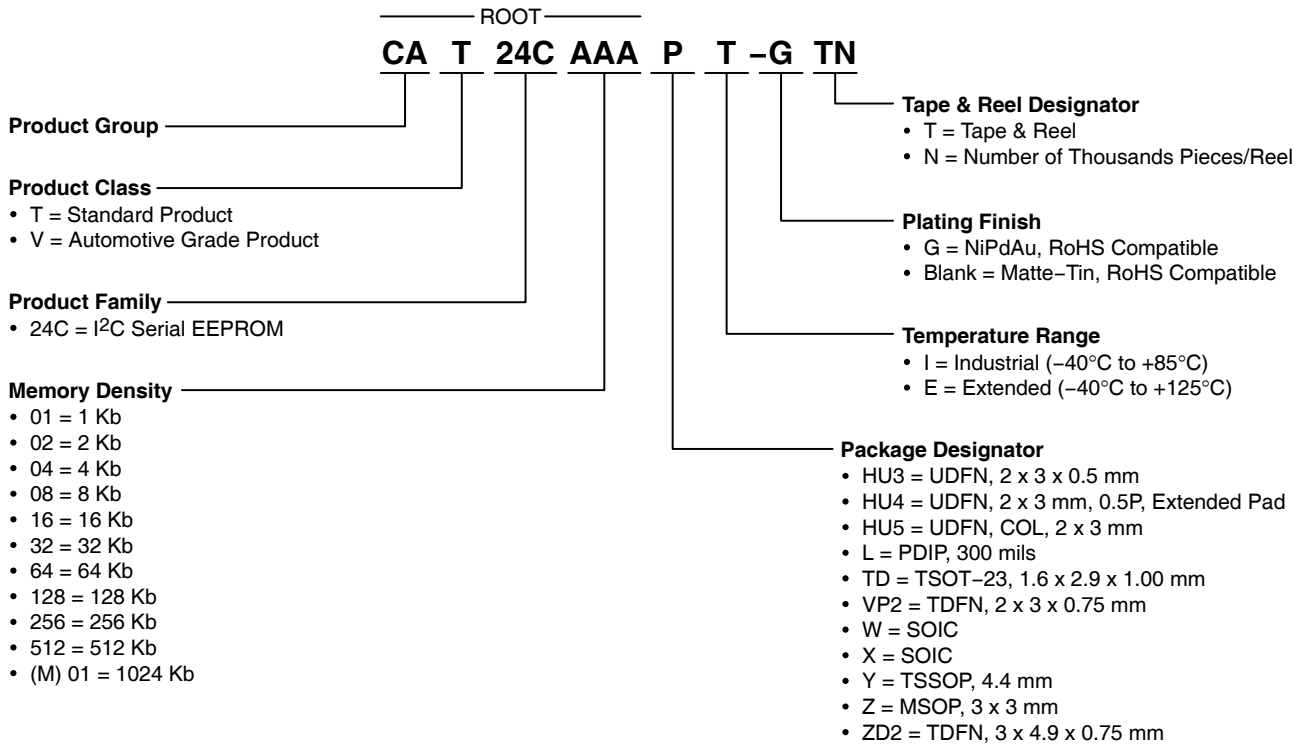 ROOT
CA T 24C AAA P T –G TN
Product Group
Product Class
• T = Standard Product
• V = Automotive Grade Product
Product Family
• 24C = I2C Serial EEPROM
Memory Density
• 01 = 1 Kb
• 02 = 2 Kb
• 04 = 4 Kb
• 08 = 8 Kb
• 16 = 16 Kb
• 32 = 32 Kb
• 64 = 64 Kb
• 128 = 128 Kb
• 256 = 256 Kb
• 512 = 512 Kb
• (M) 01 = 1024 Kb
Tape & Reel Designator
• T = Tape & Reel
• N = Number of Thousands Pieces/Reel
Plating Finish
• G = NiPdAu, RoHS Compatible
• Blank = Matte−Tin, RoHS Compatible
Temperature Range
• I = Industrial (−40°C to +85°C)
• E = Extended (−40°C to +125°C)
Package Designator
• HU3 = UDFN, 2 x 3 x 0.5 mm
• HU4 = UDFN, 2 x 3 mm, 0.5P, Extended Pad
• HU5 = UDFN, COL, 2 x 3 mm
• L = PDIP, 300 mils
• TD = TSOT−23, 1.6 x 2.9 x 1.00 mm
• VP2 = TDFN, 2 x 3 x 0.75 mm
• W = SOIC
• X = SOIC
• Y = TSSOP, 4.4 mm
• Z = MSOP, 3 x 3 mm
• ZD2 = TDFN, 3 x 4.9 x 0.75 mm